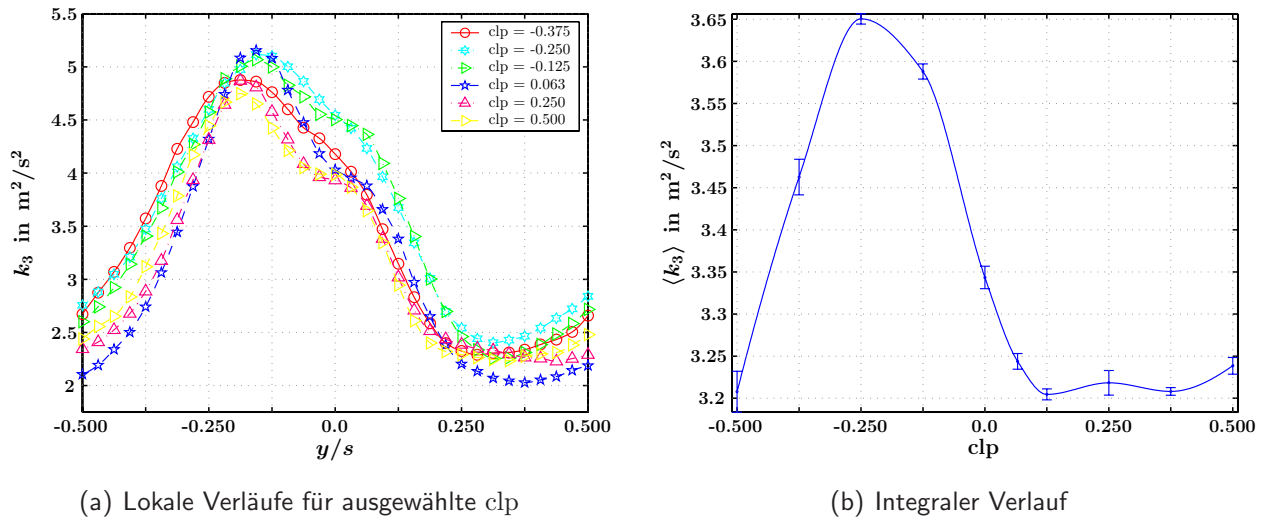 5.5
5
4.5
4
3.5
3
2.5
2
k₃ in m²/s²
-0.500
-0.250
0.0
0.250
0.500
y/s
clp = -0.375
clp = -0.250
clp = -0.125
clp = 0.063
clp = 0.250
clp = 0.500
(a) Lokale Verläufe für ausgewählte clp
3.65
3.6
3.55
3.5
3.45
3.4
3.35
3.3
3.25
3.2
⟨k₃⟩ in m²/s²
-0.500
-0.250
0.0
0.250
0.500
clp
(b) Integraler Verlauf